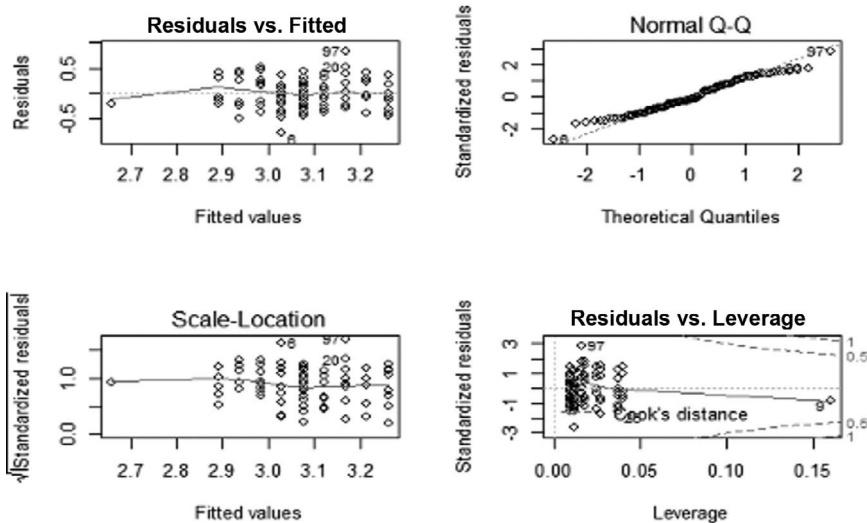 Residuals vs. Fitted
Residuals
0.5
-0.5
97
20
6
2.7 2.8 2.9 3.0 3.1 3.2
Fitted values
Normal Q-Q
Standardized residuals
2
0
-2
97
6
-2 -1 0 1 2
Theoretical Quantiles
Scale-Location
√|Standardized residuals|
1.0
0.0
6
97
20
2.7 2.8 2.9 3.0 3.1 3.2
Fitted values
Residuals vs. Leverage
Standardized residuals
3
1
-1
-3
97
9
Cook's distance
1
0.5
0.5
1
0.00 0.05 0.10 0.15
Leverage